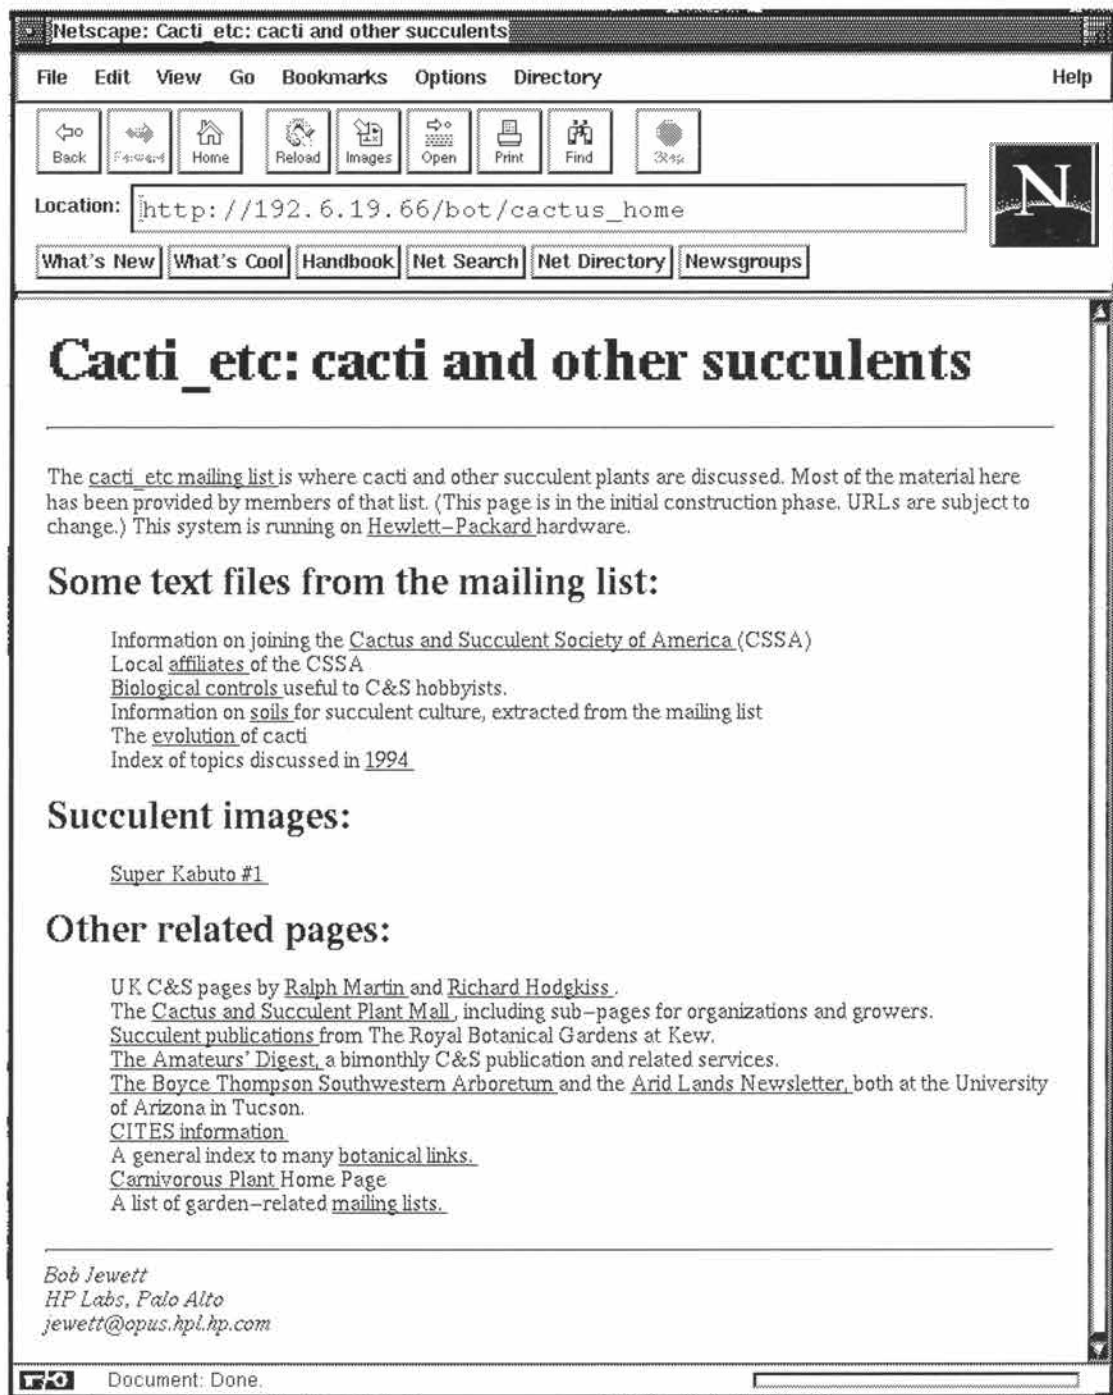 Netscape: Cacti_etc: cacti and other succulents
File Edit View Go Bookmarks Options Directory Help
Back Forward Home Reload Images Open Print Find Stop
N
Location: http://192.6.19.66/bot/cactus_home
What's New What's Cool Handbook Net Search Net Directory Newsgroups
Cacti_etc: cacti and other succulents
The cacti_etc mailing list is where cacti and other succulent plants are discussed. Most of the material here
has been provided by members of that list. (This page is in the initial construction phase. URLs are subject to
change.) This system is running on Hewlett-Packard hardware.
Some text files from the mailing list:
Information on joining the Cactus and Succulent Society of America (CSSA)
Local affiliates of the CSSA
Biological controls useful to C&S hobbyists.
Information on soils for succulent culture, extracted from the mailing list
The evolution of cacti
Index of topics discussed in 1994
Succulent images:
Super Kabuto #1
Other related pages:
UK C&S pages by Ralph Martin and Richard Hodgkiss .
The Cactus and Succulent Plant Mall , including sub-pages for organizations and growers.
Succulent publications from The Royal Botanical Gardens at Kew.
The Amateurs' Digest, a bimonthly C&S publication and related services.
The Boyce Thompson Southwestern Arboretum and the Arid Lands Newsletter, both at the University
of Arizona in Tucson.
CITES information
A general index to many botanical links.
Carnivorous Plant Home Page
A list of garden-related mailing lists.
Bob Jewett
HP Labs, Palo Alto
jewett@opus.hpl.hp.com
Document: Done.